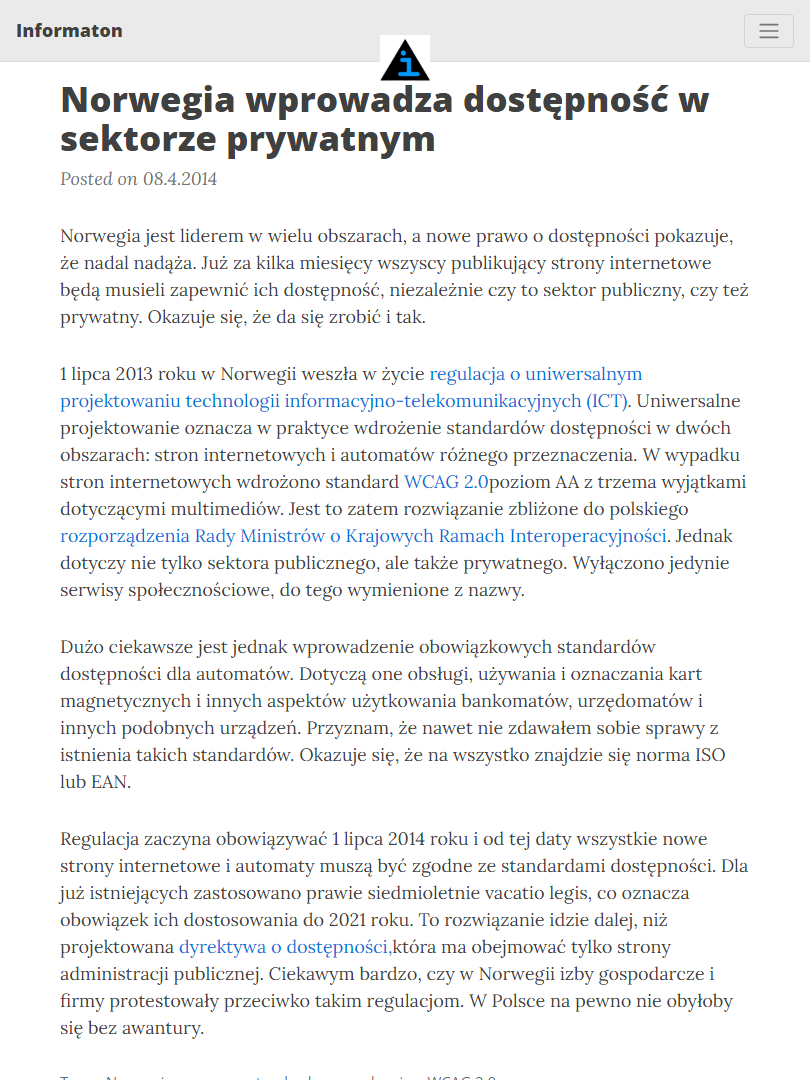 Informaton
Norwegia wprowadza dostępność w
sektorze prywatnym
Posted on 08.4.2014
Norwegia jest liderem w wielu obszarach, a nowe prawo o dostępności pokazuje,
że nadal nadąża. Już za kilka miesięcy wszyscy publikujący strony internetowe
będą musieli zapewnić ich dostępność, niezależnie czy to sektor publiczny, czy też
prywatny. Okazuje się, że da się zrobić i tak.
1 lipca 2013 roku w Norwegii weszła w życie regulacja o uniwersalnym
projektowaniu technologii informacyjno-telekomunikacyjnych (ICT). Uniwersalne
projektowanie oznacza w praktyce wdrożenie standardów dostępności w dwóch
obszarach: stron internetowych i automatów różnego przeznaczenia. W wypadku
stron internetowych wdrożono standard WCAG 2.0poziom AA z trzema wyjątkami
dotyczącymi multimediów. Jest to zatem rozwiązanie zbliżone do polskiego
rozporządzenia Rady Ministrów o Krajowych Ramach Interoperacyjności. Jednak
dotyczy nie tylko sektora publicznego, ale także prywatnego. Wyłączono jedynie
serwisy społecznościowe, do tego wymienione z nazwy.
Dużo ciekawsze jest jednak wprowadzenie obowiązkowych standardów
dostępności dla automatów. Dotyczą one obsługi, używania i oznaczania kart
magnetycznych i innych aspektów użytkowania bankomatów, urzędomatów i
innych podobnych urządzeń. Przyznam, że nawet nie zdawałem sobie sprawy z
istnienia takich standardów. Okazuje się, że na wszystko znajdzie się norma ISO
lub EAN.
Regulacja zaczyna obowiązywać 1 lipca 2014 roku i od tej daty wszystkie nowe
strony internetowe i automaty muszą być zgodne ze standardami dostępności. Dla
już istniejących zastosowano prawie siedmioletnie vacatio legis, co oznacza
obowiązek ich dostosowania do 2021 roku. To rozwiązanie idzie dalej, niż
projektowana dyrektywa o dostępności,która ma obejmować tylko strony
administracji publicznej. Ciekawym bardzo, czy w Norwegii izby gospodarcze i
firmy protestowały przeciwko takim regulacjom. W Polsce na pewno nie obyłoby
się bez awantury.